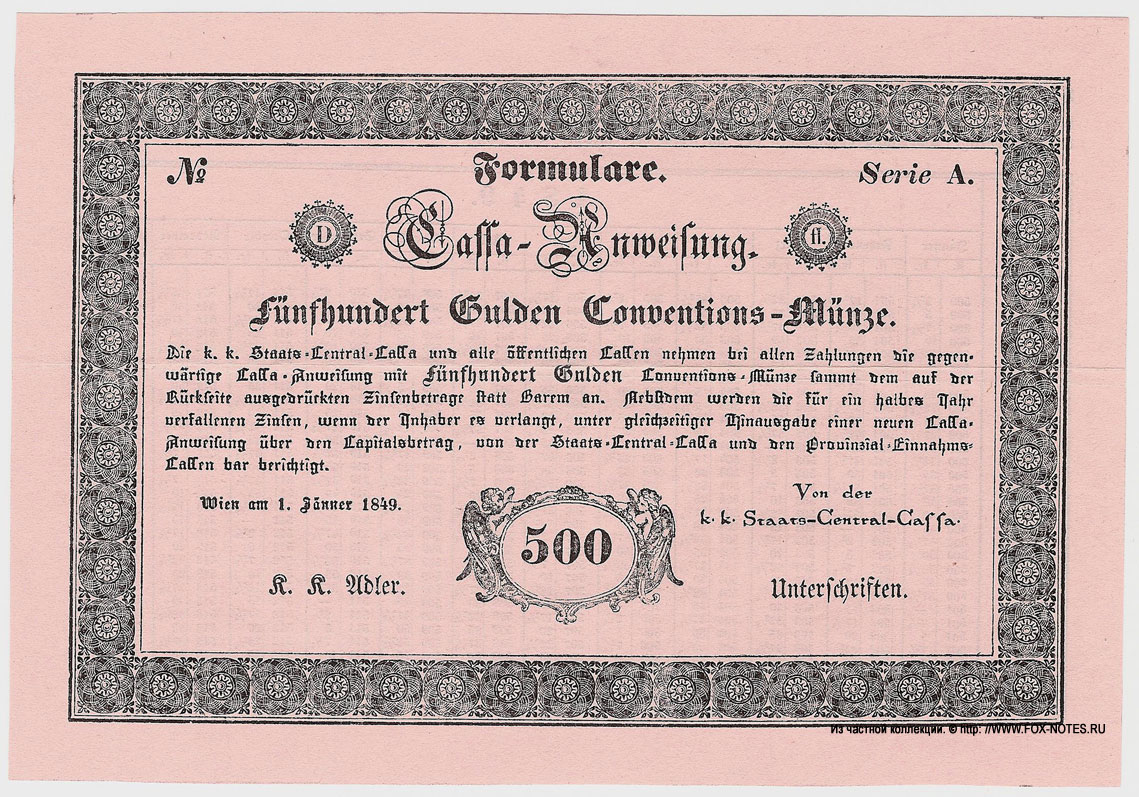 № Formulare. Serie A.
D Cassa-Anweisung. fl.
Fünfhundert Gulden Conventions-Münze.
Die k. k. Staats-Central-Cassa und alle öffentlichen Cassen nehmen bei allen Zahlungen die gegen-
wärtige Cassa-Anweisung mit Fünfhundert Gulden Conventions-Münze sammt dem auf der
Rückseite ausgedrückten Zinsenbetrage statt Barem an. Nebstdem werden die für ein halbes Jahr
verfallenen Zinsen, wenn der Inhaber es verlangt, unter gleichzeitiger Hinausgabe einer neuen Cassa-
Anweisung über den Capitalsbetrag, von der Staats-Central-Cassa und den Provinzial-Einnahms-
Cassen bar berichtigt.
Wien am 1. Jänner 1849.
Von der
k. k. Staats-Central-Cassa.
500
K. K. Adler.
Unterschriften.
Из частной коллекции. © http: //WWW.FOX-NOTES.RU